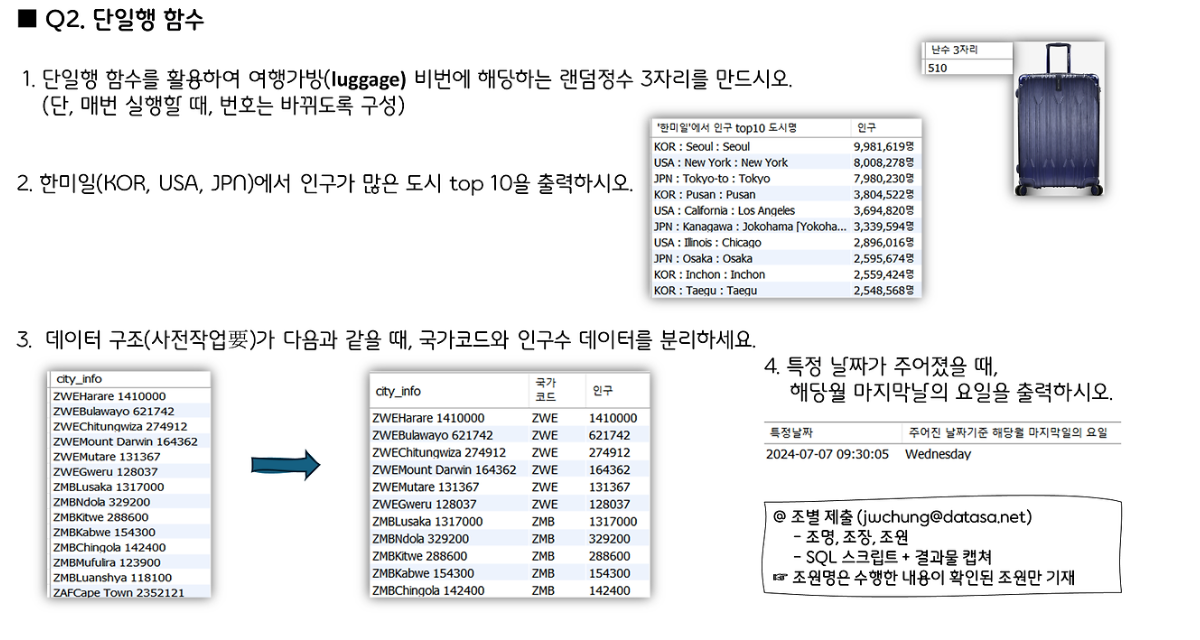 ■ Q2. 단일행 함수
1. 단일행 함수를 활용하여 여행가방(luggage) 비번에 해당하는 랜덤정수 3자리를 만드시오.
(단, 매번 실행할 때, 번호는 바뀌도록 구성)
난수 3자리
510
2. 한미일(KOR, USA, JPN)에서 인구가 많은 도시 top 10을 출력하시오.
'한미일'에서 인구 top10 도시명 인구
KOR : Seoul : Seoul 9,981,619명
USA : New York : New York 8,008,278명
JPN : Tokyo-to : Tokyo 7,980,230명
KOR : Pusan : Pusan 3,804,522명
USA : California : Los Angeles 3,694,820명
JPN : Kanagawa : Jokohama [Yokoha... 3,339,594명
USA : Illinois : Chicago 2,896,016명
JPN : Osaka : Osaka 2,595,674명
KOR : Inchon : Inchon 2,559,424명
KOR : Taegu : Taegu 2,548,568명
3. 데이터 구조(사전작업要)가 다음과 같을 때, 국가코드와 인구수 데이터를 분리하세요.
city_info
ZWEHarare 1410000
ZWEBulawayo 621742
ZWEChitungwiza 274912
ZWEMount Darwin 164362
ZWEMutare 131367
ZWEGweru 128037
ZMBLusaka 1317000
ZMBNdola 329200
ZMBKitwe 288600
ZMBKabwe 154300
ZMBChingola 142400
ZMBMufulira 123900
ZMBLuanshya 118100
ZAFCape Town 2352121
city_info 국가 코드 인구
ZWEHarare 1410000 ZWE 1410000
ZWEBulawayo 621742 ZWE 621742
ZWEChitungwiza 274912 ZWE 274912
ZWEMount Darwin 164362 ZWE 164362
ZWEMutare 131367 ZWE 131367
ZWEGweru 128037 ZWE 128037
ZMBLusaka 1317000 ZMB 1317000
ZMBNdola 329200 ZMB 329200
ZMBKitwe 288600 ZMB 288600
ZMBKabwe 154300 ZMB 154300
ZMBChingola 142400 ZMB 142400
4. 특정 날짜가 주어졌을 때,
해당월 마지막날의 요일을 출력하시오.
특정날짜 주어진 날짜기준 해당월 마지막일의 요일
2024-07-07 09:30:05 Wednesday
@ 조별 제출 (jwchung@datasa.net)
- 조명, 조장, 조원
- SQL 스크립트 + 결과물 캡쳐
☞ 조원명은 수행한 내용이 확인된 조원만 기재